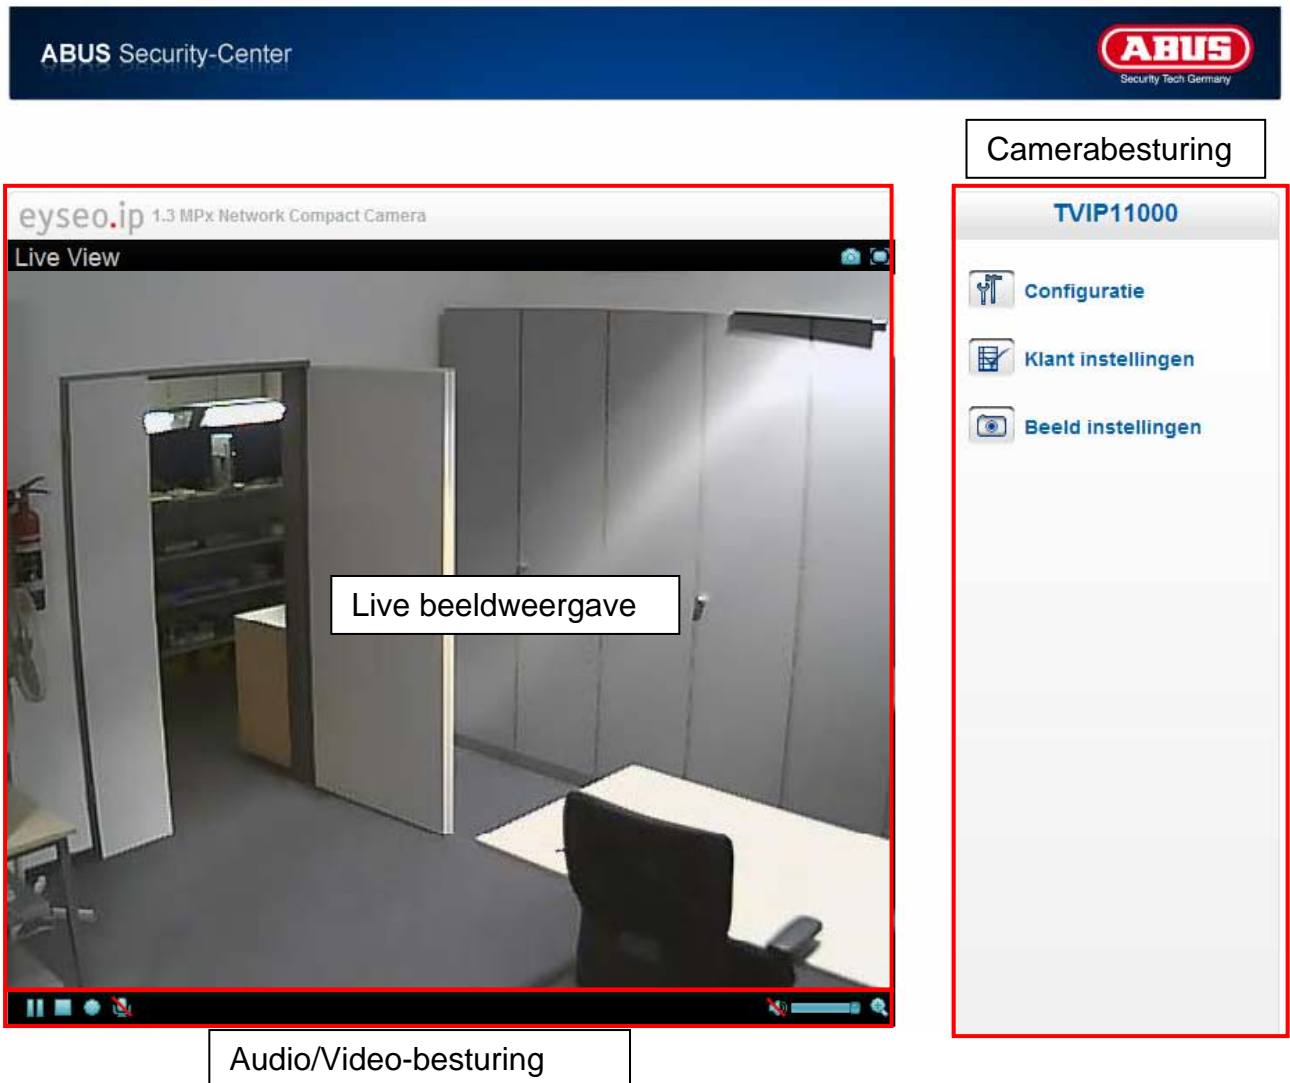 ABUS Security-Center
ABUS
Security Tech Germany
Camerabesturing
eyseo.ip 1.3 MPx Network Compact Camera
TVIP11000
Live View
Configuratie
Klant instellingen
Beeld instellingen
Live beeldweergave
Audio/Video-besturing